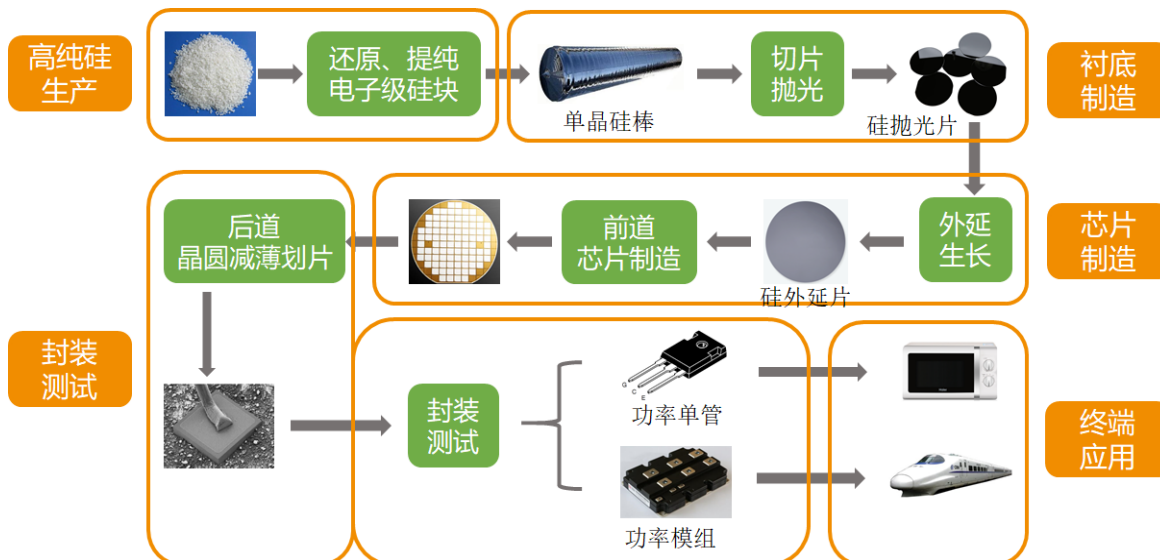 高纯硅
生产
还原、提纯
电子级硅块
单晶硅棒
切片
抛光
硅抛光片
衬底
制造
后道
晶圆减薄划片
前道
芯片制造
硅外延片
外延
生长
芯片
制造
封装
测试
封装
测试
G
C
E
功率单管
功率模组
终端
应用